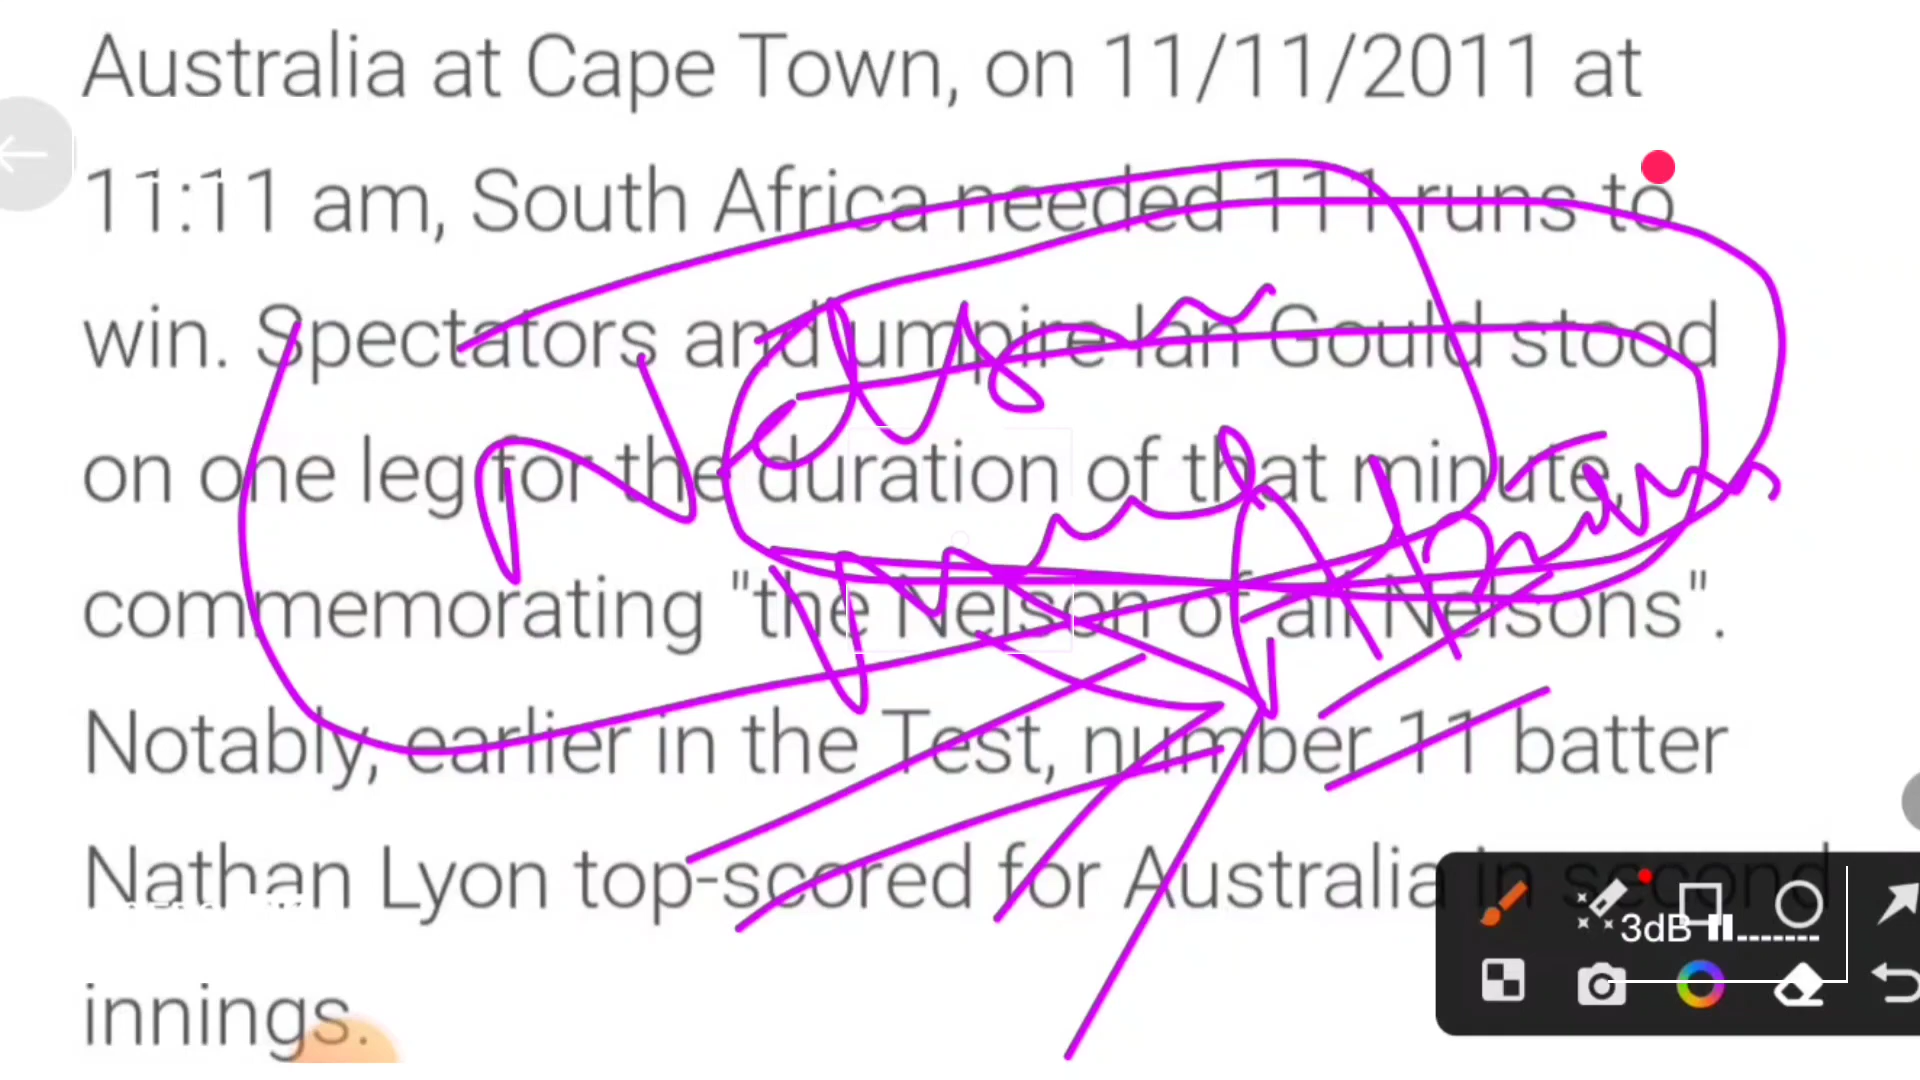 Australia at Cape Town, on 11/11/2011 at
11:11 am, South Africa needed 111 runs to
win. Spectators and umpire Ian Gould stood
on one leg for the duration of that minute,
commemorating "the Nelson of all Nelsons".
Notably, earlier in the Test, number 11 batter
Nathan Lyon top-scored for Australia in second
innings.
3dB